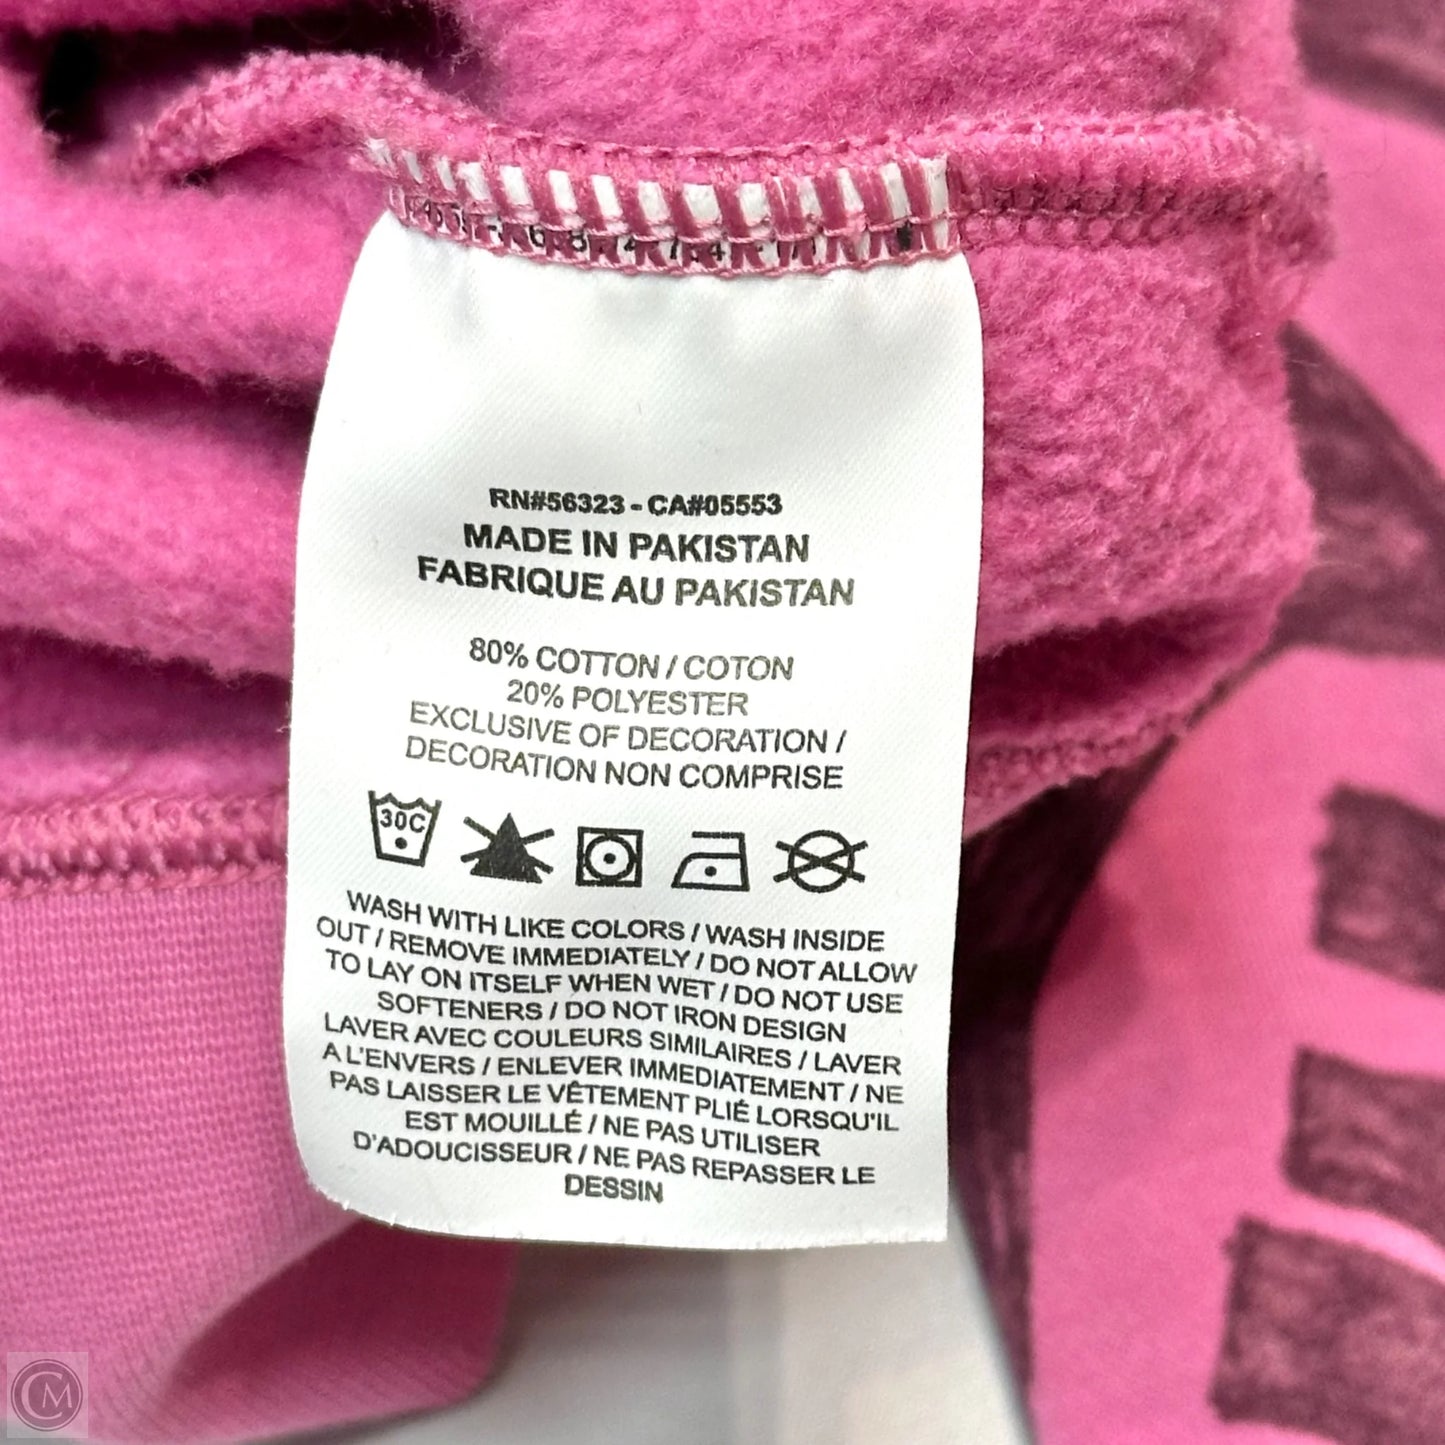 RN#56323 - CA#05553
MADE IN PAKISTAN
FABRIQUE AU PAKISTAN
80% COTTON / COTON
20% POLYESTER
EXCLUSIVE OF DECORATION /
DECORATION NON COMPRISE
30C
WASH WITH LIKE COLORS / WASH INSIDE
OUT / REMOVE IMMEDIATELY / DO NOT ALLOW
TO LAY ON ITSELF WHEN WET / DO NOT USE
SOFTENERS / DO NOT IRON DESIGN
LAVER AVEC COULEURS SIMILAIRES / LAVER
A L'ENVERS / ENLEVER IMMEDIATEMENT / NE
PAS LAISSER LE VÊTEMENT PLIÉ LORSQU'IL
EST MOUILLÉ / NE PAS UTILISER
D'ADOUCISSEUR / NE PAS REPASSER LE
DESSIN
CM